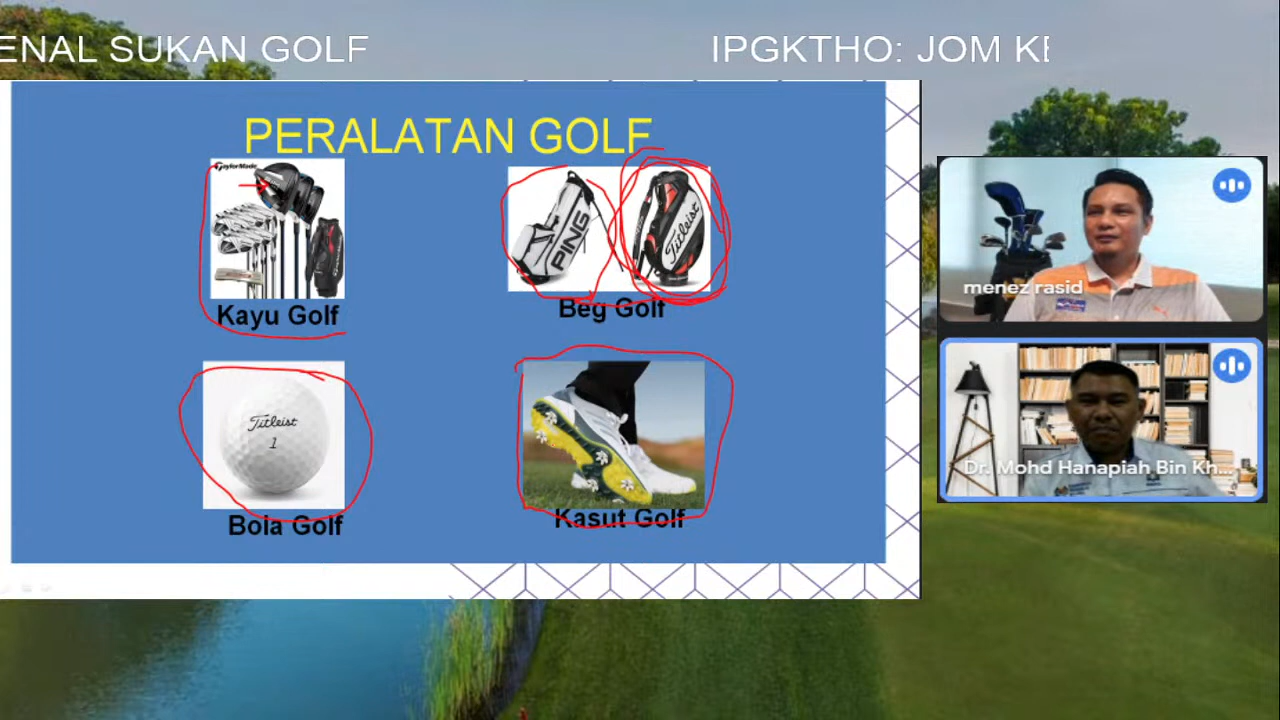 ENAL SUKAN GOLF
IPGKTHO: JOM KE
PERALATAN GOLF
TaylorMade
PING
Titleist
Kayu Golf
Beg Golf
Titleist
1
Bola Golf
Kasut Golf
menez rasid
Dr. Mohd Hanapiah Bin Kh...